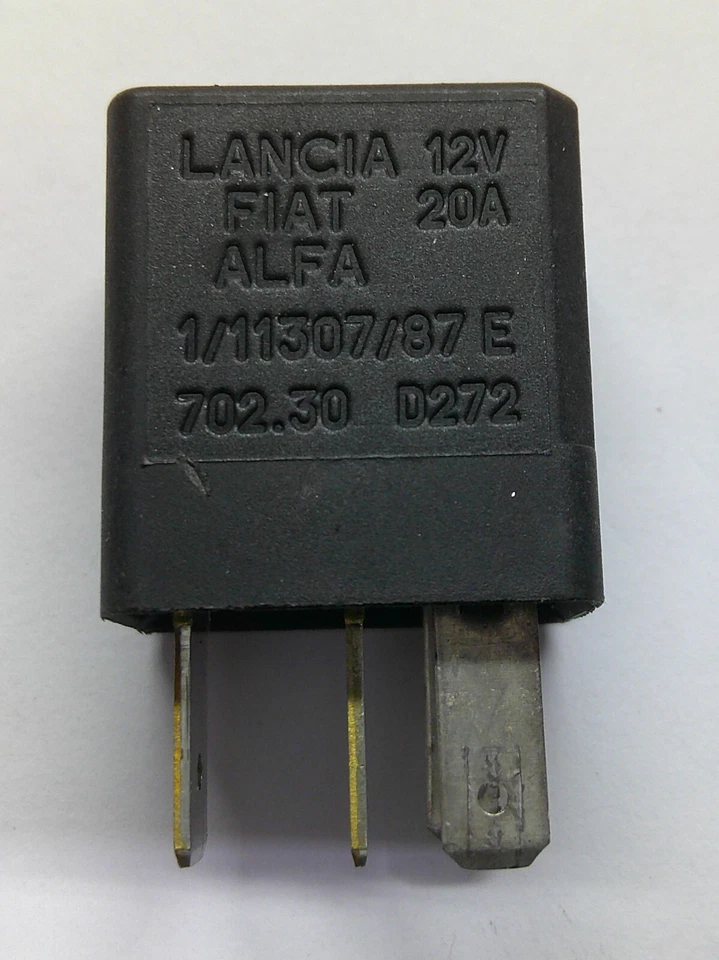 LANCIA 12V
FIAT 20A
ALFA
1/11307/87 E
702.30 D272